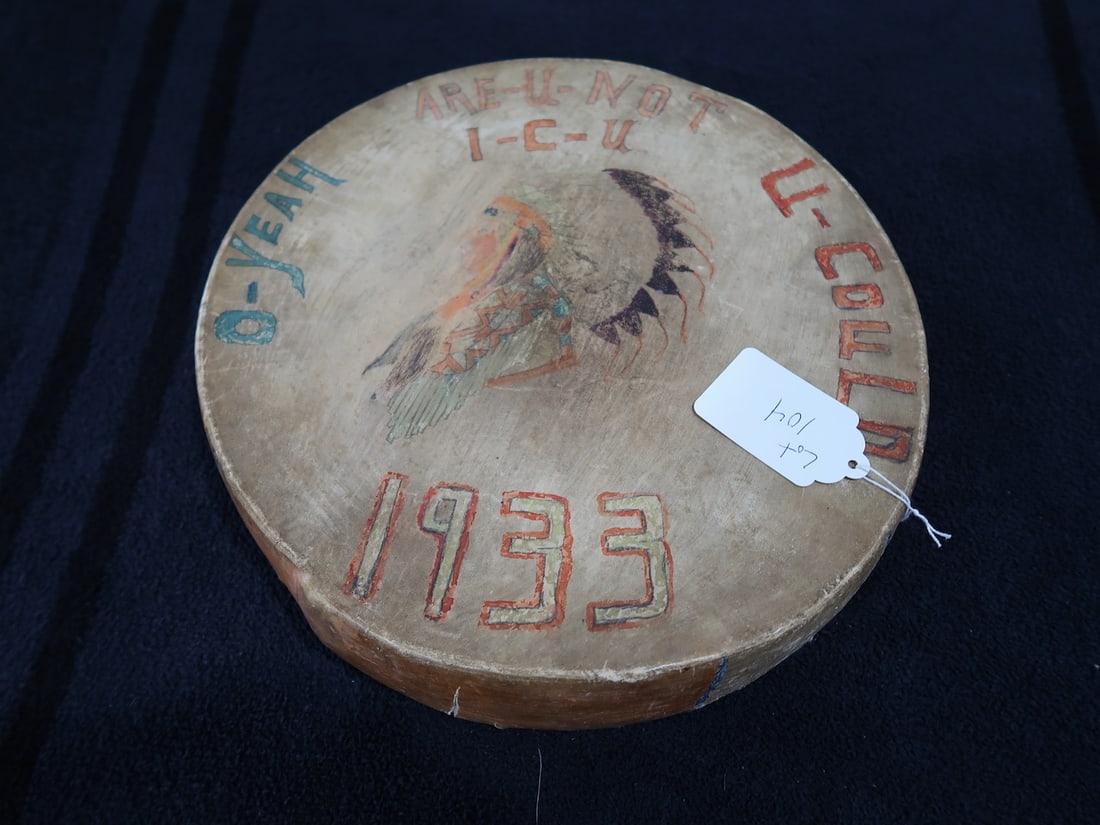 ARE-U-NOT
I-C-U
O-YEAH
U-COULD
1933
Lot
104